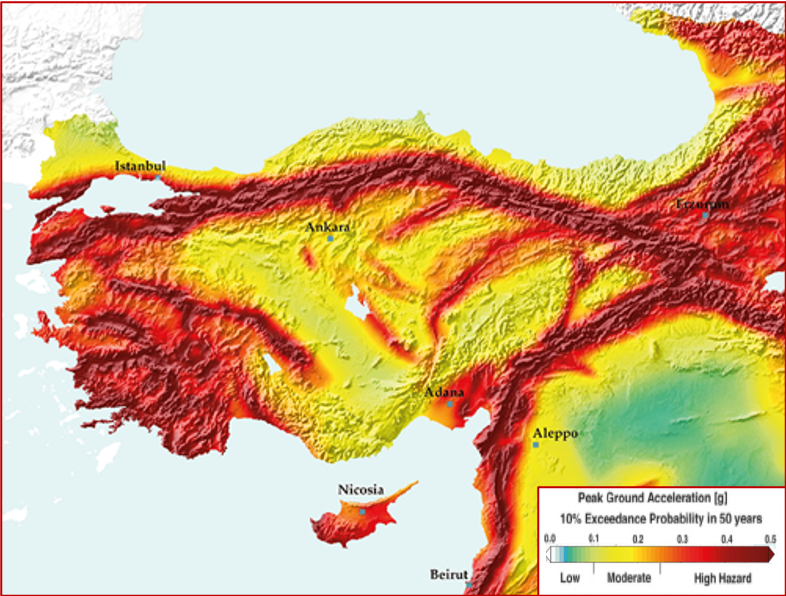 Istanbul
Erzurum
Ankara
Adana
Aleppo
Nicosia
Beirut
Peak Ground Acceleration [g]
10% Exceedance Probability in 50 years
0.0 0.1 0.2 0.3 0.4 0.5
Low Moderate High Hazard